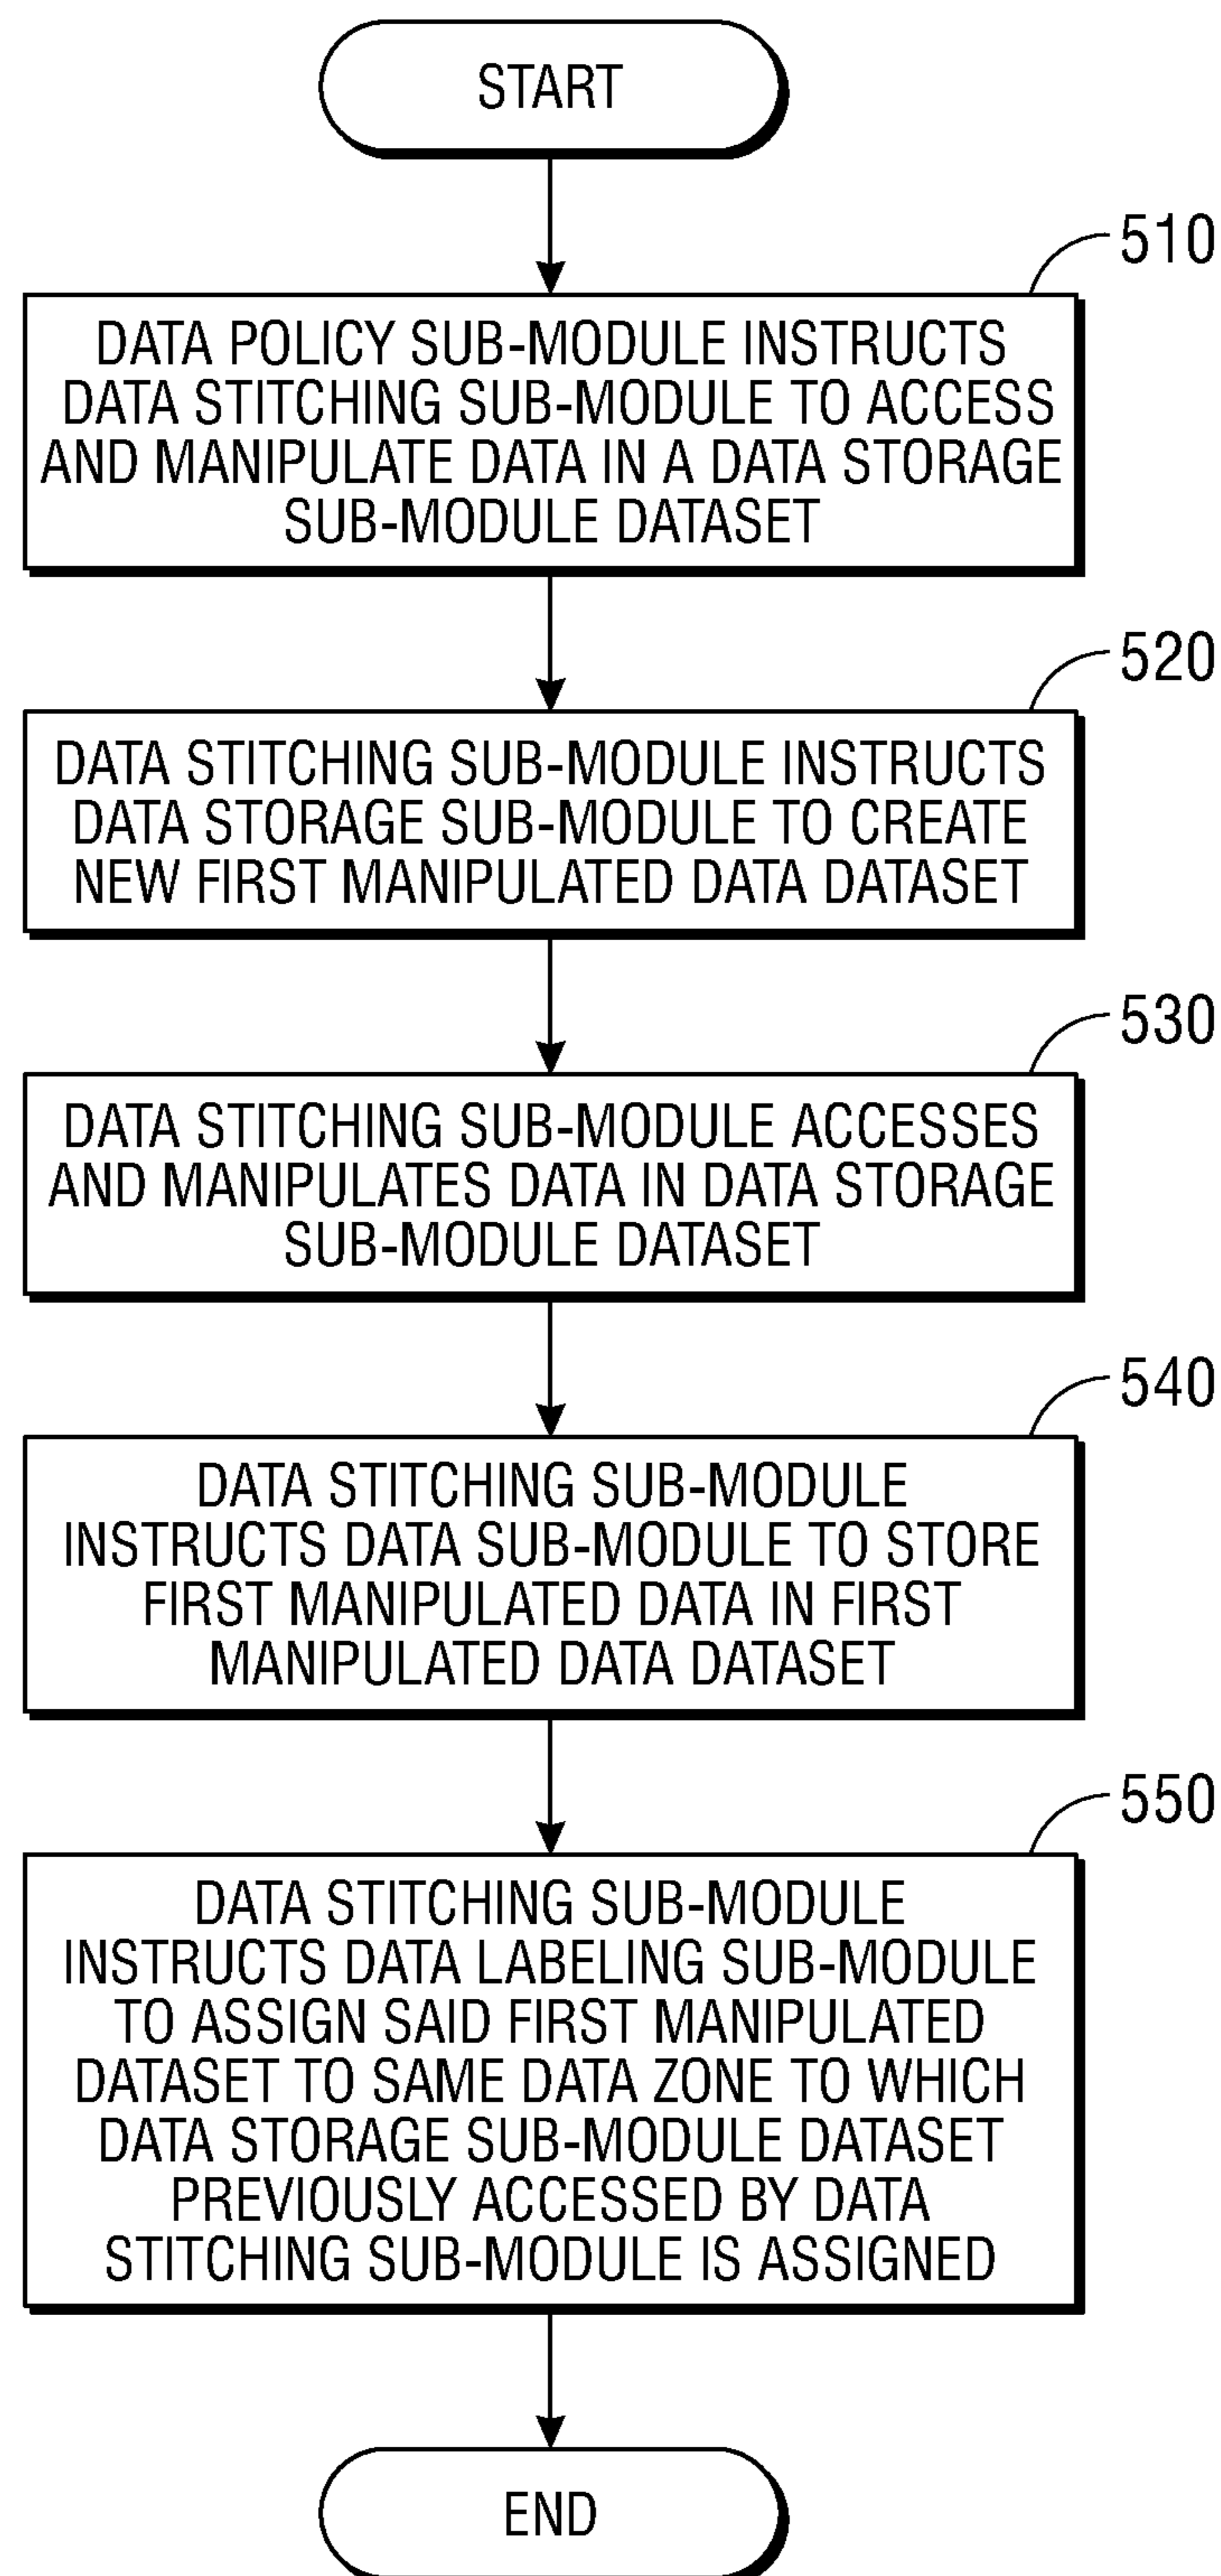 START
510
DATA POLICY SUB-MODULE INSTRUCTS
DATA STITCHING SUB-MODULE TO ACCESS
AND MANIPULATE DATA IN A DATA STORAGE
SUB-MODULE DATASET
520
DATA STITCHING SUB-MODULE INSTRUCTS
DATA STORAGE SUB-MODULE TO CREATE
NEW FIRST MANIPULATED DATA DATASET
530
DATA STITCHING SUB-MODULE ACCESSES
AND MANIPULATES DATA IN DATA STORAGE
SUB-MODULE DATASET
540
DATA STITCHING SUB-MODULE
INSTRUCTS DATA SUB-MODULE TO STORE
FIRST MANIPULATED DATA IN FIRST
MANIPULATED DATA DATASET
550
DATA STITCHING SUB-MODULE
INSTRUCTS DATA LABELING SUB-MODULE
TO ASSIGN SAID FIRST MANIPULATED
DATASET TO SAME DATA ZONE TO WHICH
DATA STORAGE SUB-MODULE DATASET
PREVIOUSLY ACCESSED BY DATA
STITCHING SUB-MODULE IS ASSIGNED
END